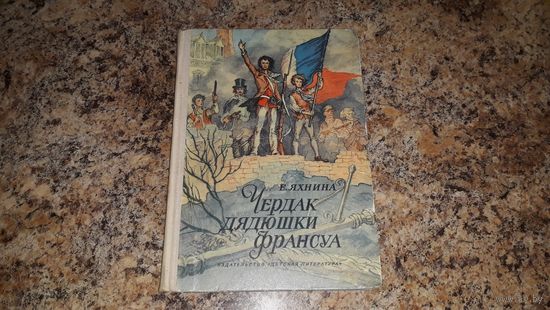 Е. ЯХНИНА
ЧЕРДАК
ДЯДЮШКИ
ФРАНСУА
ИЗДАТЕЛЬСТВО «ДЕТСКАЯ ЛИТЕРАТУРА»